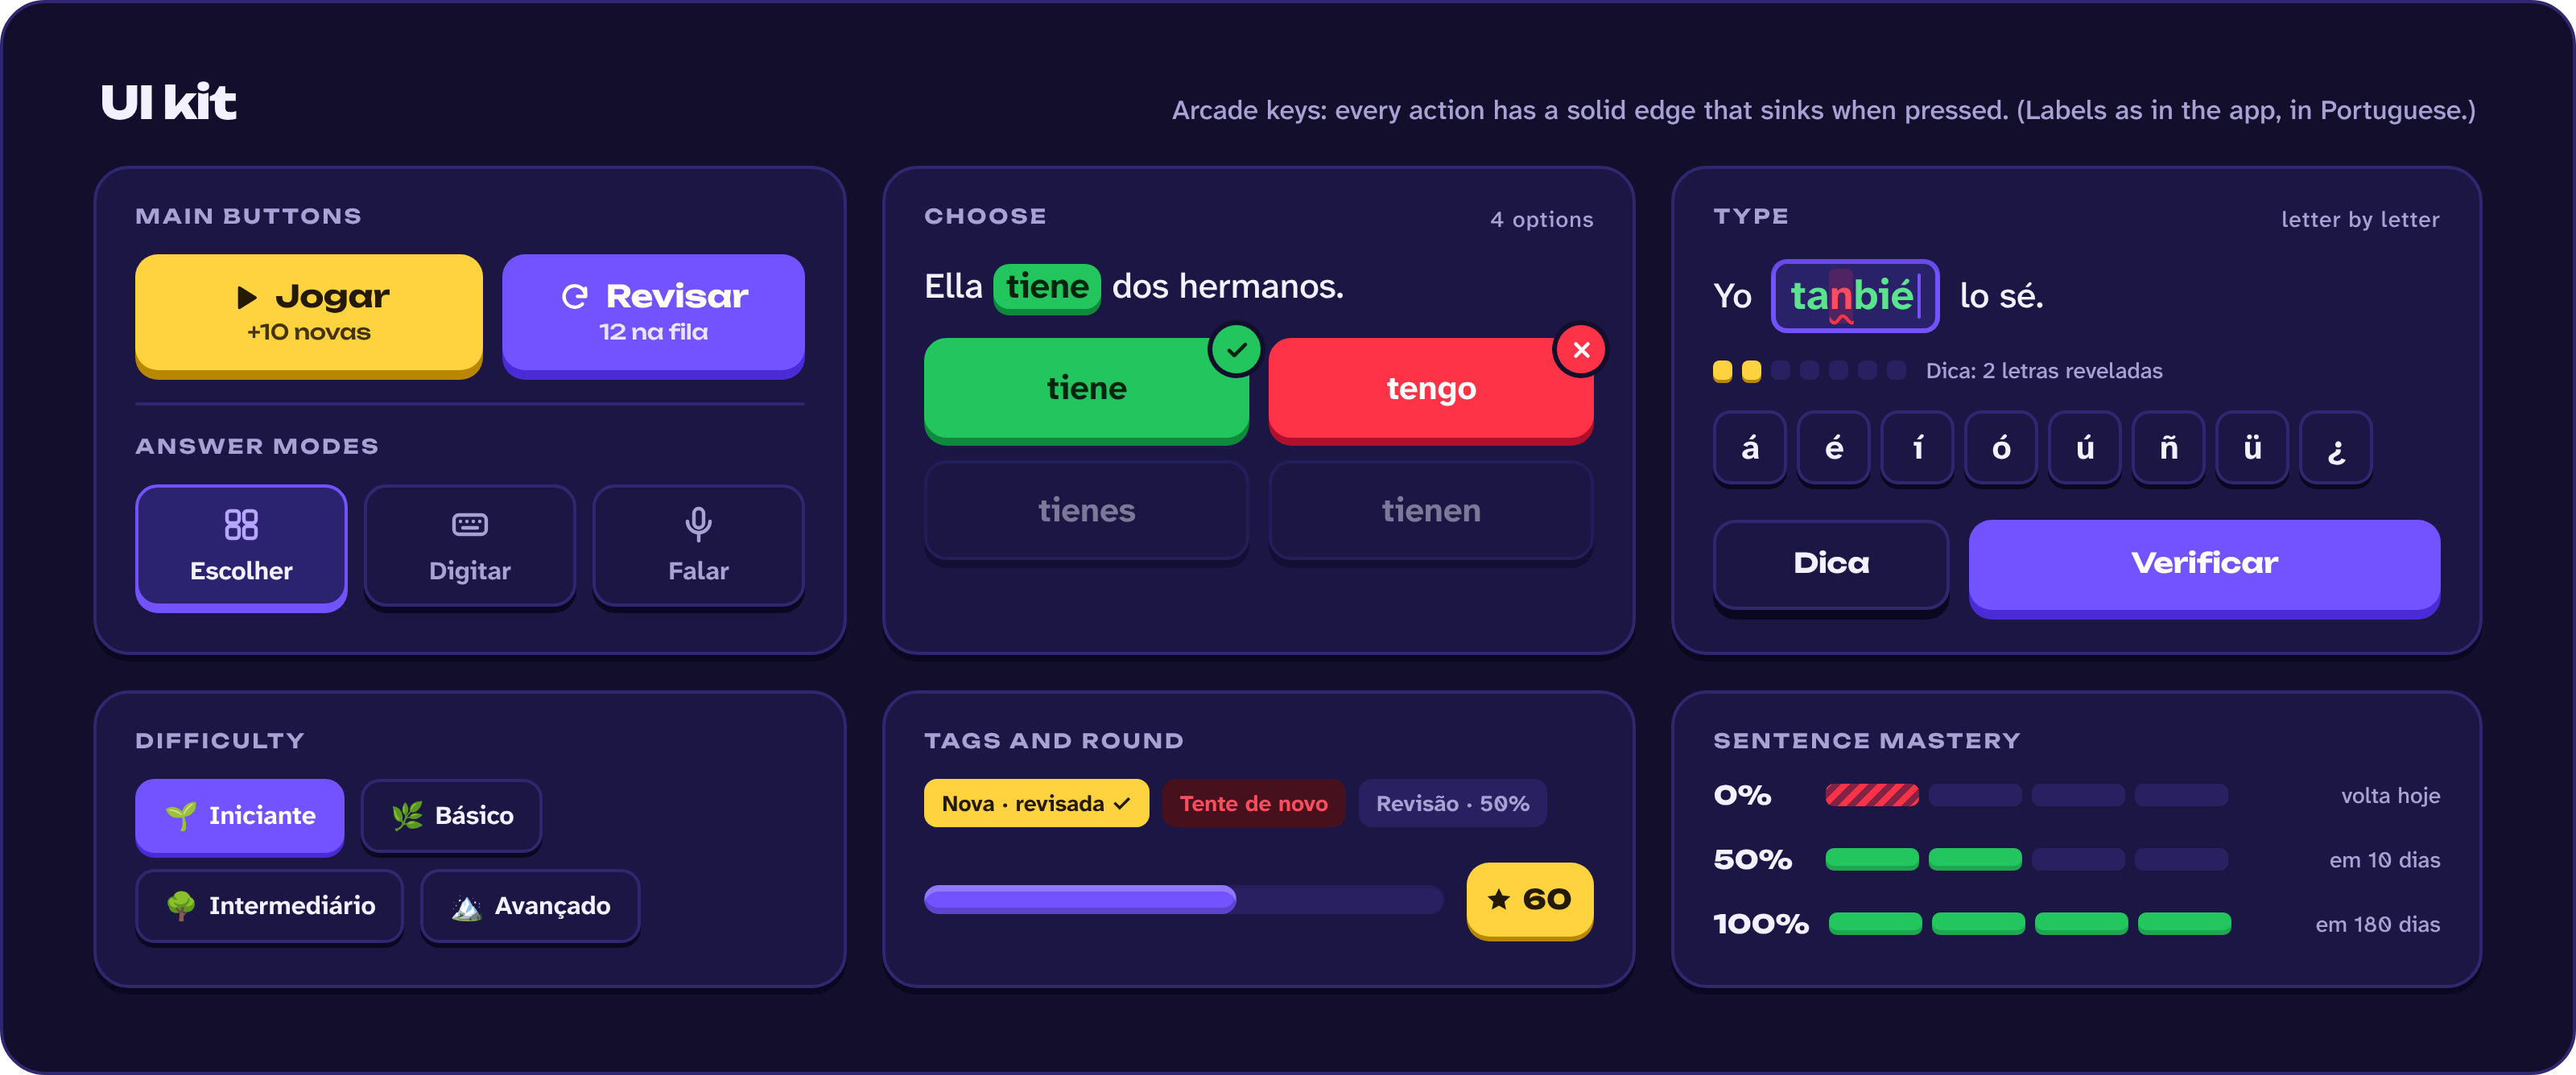 UI kit
Arcade keys: every action has a solid edge that sinks when pressed. (Labels as in the app, in Portuguese.)
MAIN BUTTONS
Jogar
+10 novas
Revisar
12 na fila
ANSWER MODES
Escolher
Digitar
Falar
CHOOSE
4 options
Ella tiene dos hermanos.
tiene
tengo
tienes
tienen
TYPE
letter by letter
Yo tanbié lo sé.
Dica: 2 letras reveladas
á é í ó ú ñ ü ¿
Dica
Verificar
DIFFICULTY
Iniciante
Básico
Intermediário
Avançado
TAGS AND ROUND
Nova · revisada ✓
Tente de novo
Revisão · 50%
★ 60
SENTENCE MASTERY
0% volta hoje
50% em 10 dias
100% em 180 dias